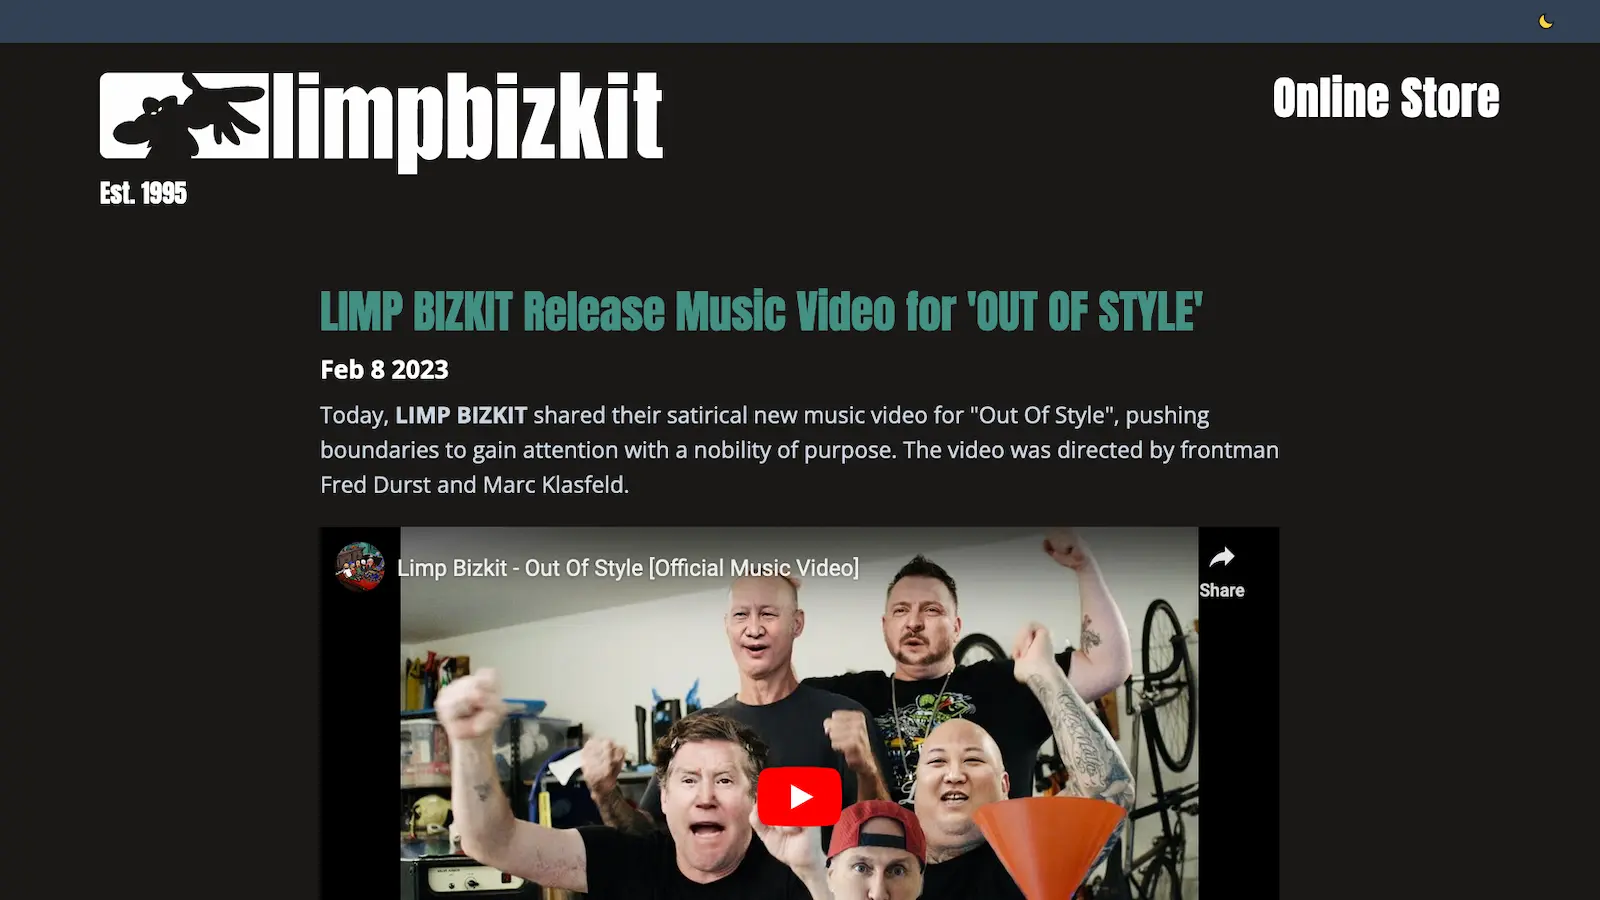 limpbizkit
Online Store
Est. 1995
LIMP BIZKIT Release Music Video for 'OUT OF STYLE'
Feb 8 2023
Today, LIMP BIZKIT shared their satirical new music video for "Out Of Style", pushing
boundaries to gain attention with a nobility of purpose. The video was directed by frontman
Fred Durst and Marc Klasfeld.
Limp Bizkit - Out Of Style [Official Music Video]
Share